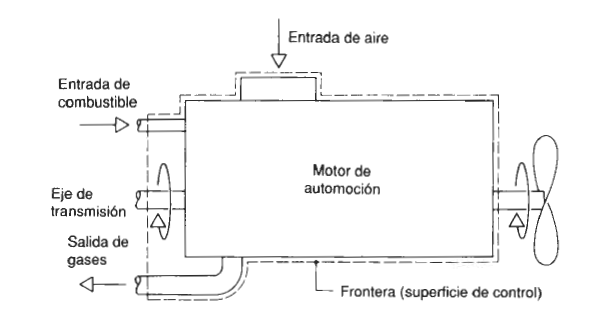 Entrada de aire
Entrada de
combustible
Motor de
automoción
Eje de
transmisión
Salida de
gases
Frontera (superficie de control)